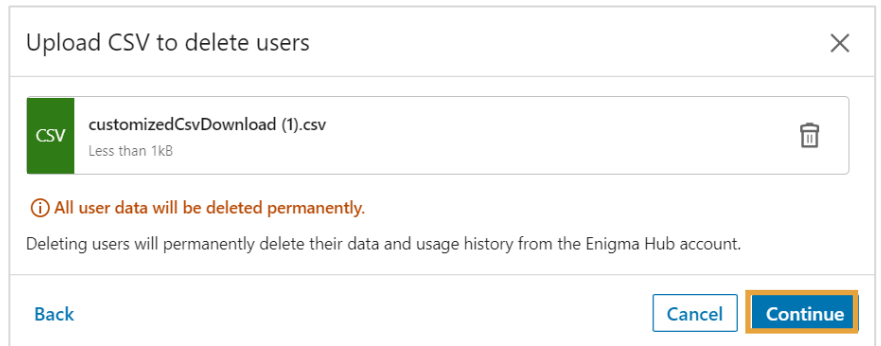 Upload CSV to delete users
CSV
customizedCsvDownload (1).csv
Less than 1kB
All user data will be deleted permanently.
Deleting users will permanently delete their data and usage history from the Enigma Hub account.
Back
Cancel
Continue